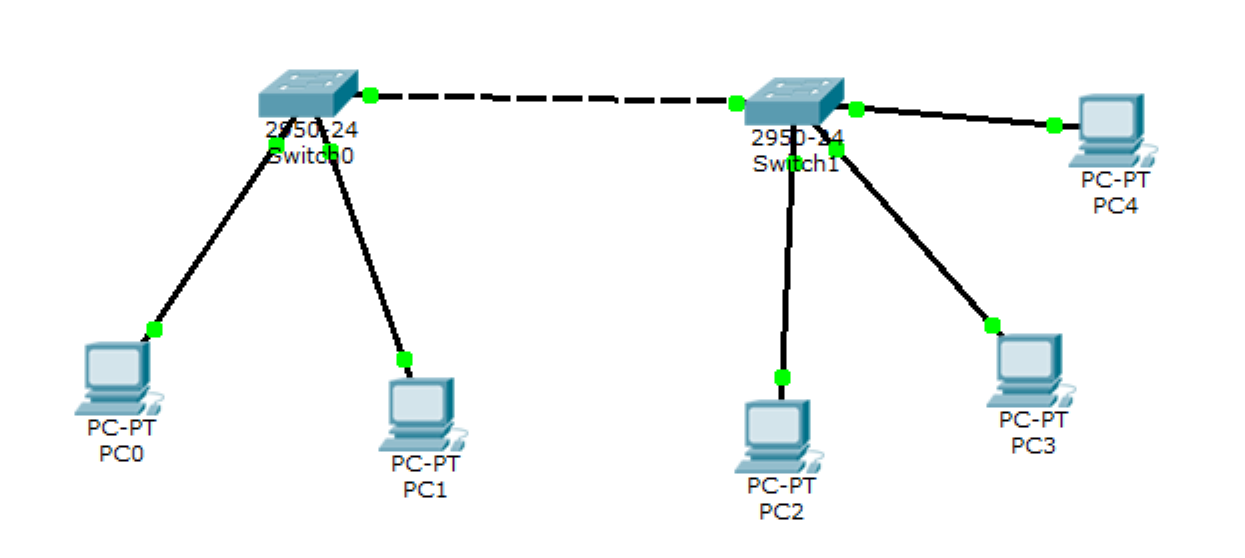 2950-24
Switch0
2950-24
Switch1
PC-PT
PC4
PC-PT
PC0
PC-PT
PC1
PC-PT
PC2
PC-PT
PC3